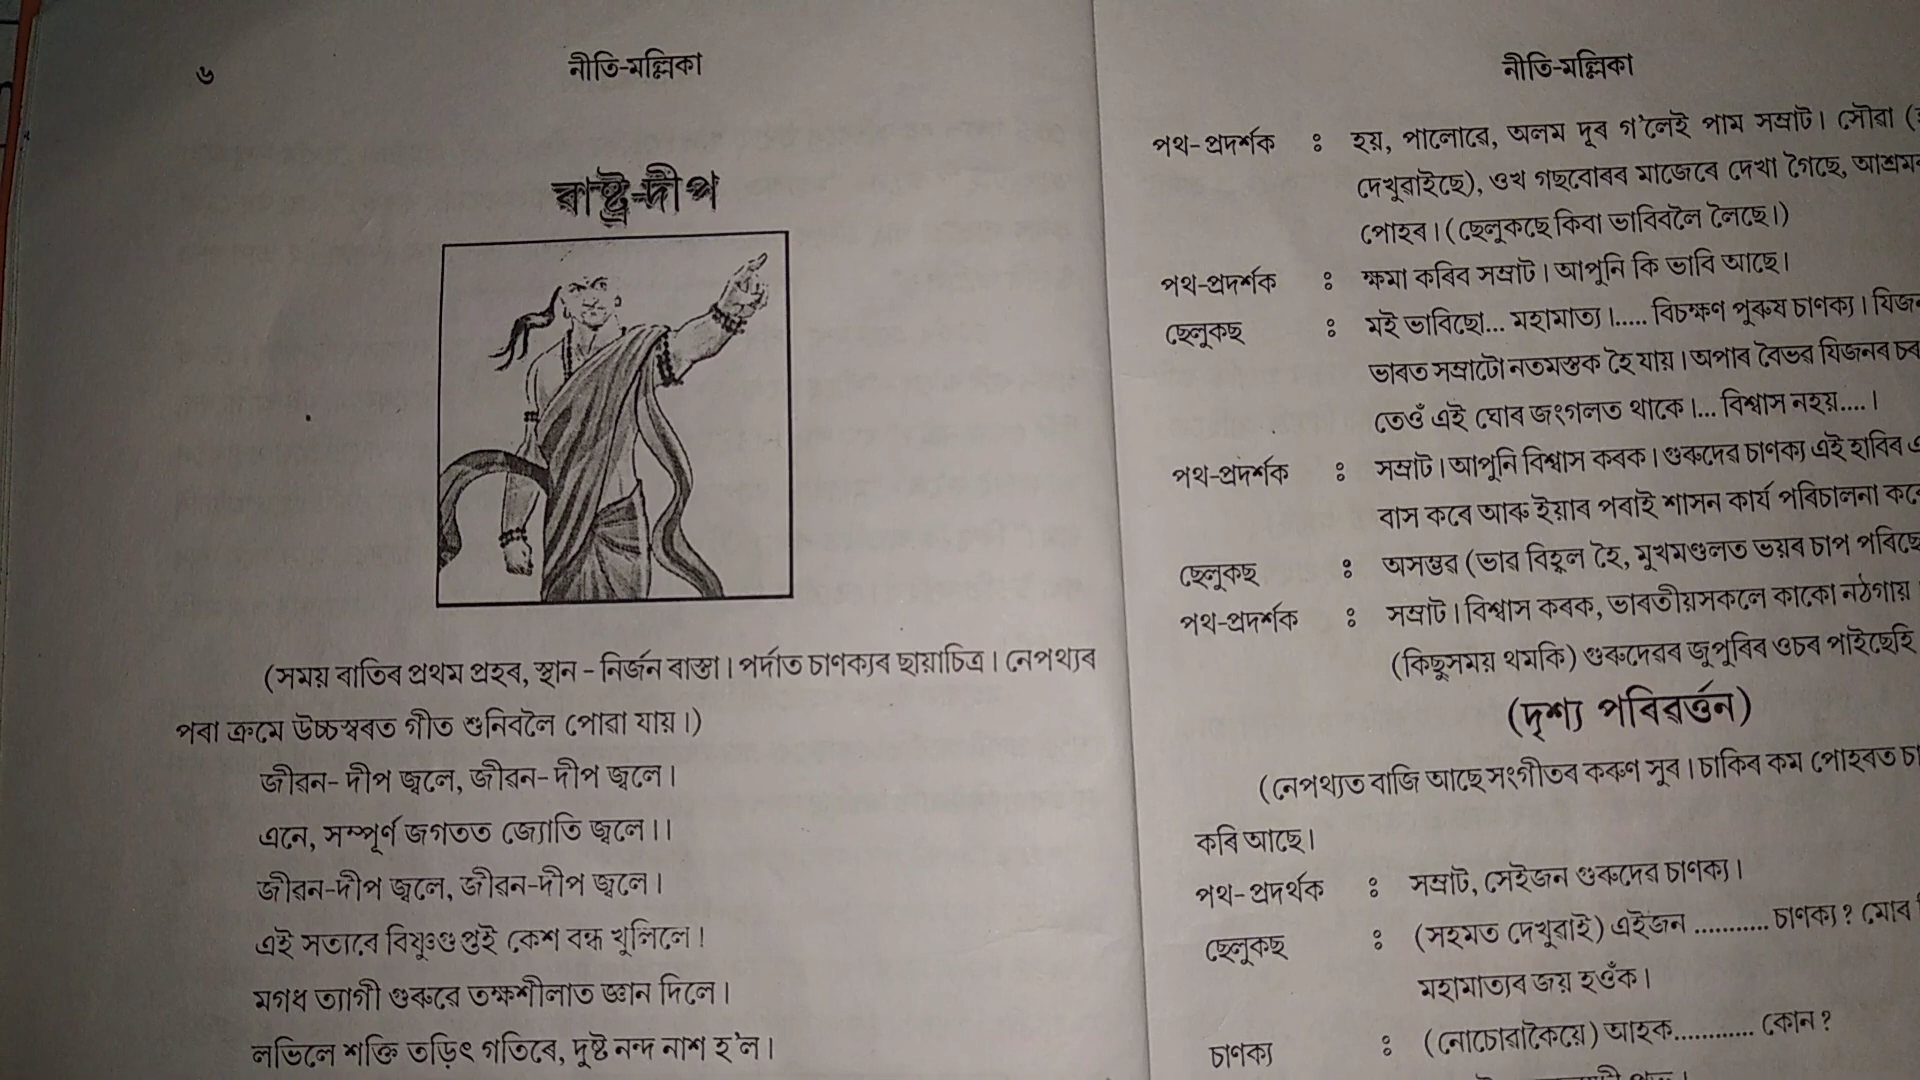 ৬
নীতি-মল্লিকা
ৰাষ্ট্ৰ-দীপ
(সময় ৰাতিৰ প্ৰথম প্ৰহৰ, স্থান - নিৰ্জন ৰাস্তা। পৰ্দাত চাণক্যৰ ছায়াচিত্ৰ। নেপথ্যৰ
পৰা ক্ৰমে উচ্চস্বৰত গীত শুনিবলৈ পোৱা যায়।)
জীৱন- দীপ জ্বলে, জীৱন- দীপ জ্বলে।
এনে, সম্পূৰ্ণ জগতত জ্যোতি জ্বলে।।
জীৱন-দীপ জ্বলে, জীৱন-দীপ জ্বলে।
এই সত্যৰে বিষ্ণুগুপ্তই কেশ বন্ধ খুলিলে।
মগধ ত্যাগী গুৰুৱে তক্ষশীলাত জ্ঞান দিলে।
লভিলে শক্তি তড়িৎ গতিৰে, দুষ্ট নন্দ নাশ হ'ল।
নীতি-মল্লিকা
পথ-প্ৰদৰ্শক ঃ হয়, পালোৱে, অলম দূৰ গ'লেই পাম সম্ৰাট। সৌৱা
দেখুৱাইছে), ওখ গছবোৰৰ মাজেৰে দেখা গৈছে,
পোহৰ। (ছেলুকছে কিবা ভাবিবলৈ লৈছে।)
পথ-প্ৰদৰ্শক ঃ ক্ষমা কৰিব সম্ৰাট। আপুনি কি ভাবি আছে।
ছেলুকছ ঃ মই ভাবিছো... মহামাত্য।..... বিচক্ষণ পুৰুষ চাণক্য।
ভাৰত সম্ৰাটো নতমস্তক হৈ যায়। অপাৰ বৈভৱ যিজনৰ
তেওঁ এই ঘোৰ জংগলত থাকে।... বিশ্বাস নহয়....।
পথ-প্ৰদৰ্শক ঃ সম্ৰাট। আপুনি বিশ্বাস কৰক। গুৰুদেৱ চাণক্য এই হাবিৰ
বাস কৰে আৰু ইয়াৰ পৰাই শাসন কাৰ্য পৰিচালনা
ছেলুকছ ঃ অসম্ভৱ (ভাৱ বিহ্বল হৈ, মুখমণ্ডলত ভয়ৰ চাপ পৰিছে
পথ-প্ৰদৰ্শক ঃ সম্ৰাট। বিশ্বাস কৰক, ভাৰতীয়সকলে কাকো নঠগায়
(কিছুসময় থমকি) গুৰুদেৱৰ জুপুৰিৰ ওচৰ পাইছেহি
(দৃশ্য পৰিৱৰ্ত্তন)
(নেপথ্যত বাজি আছে সংগীতৰ কৰুণ সুৰ। চাকিৰ কম পোহৰত
কৰি আছে।
পথ-প্ৰদৰ্থক ঃ সম্ৰাট, সেইজন গুৰুদেৱ চাণক্য।
ছেলুকছ ঃ (সহমত দেখুৱাই) এইজন ........... চাণক্য? মোৰ
মহামাত্যৰ জয় হওঁক।
চাণক্য ঃ (নোচোৱাকৈয়ে) আহক............ কোন?